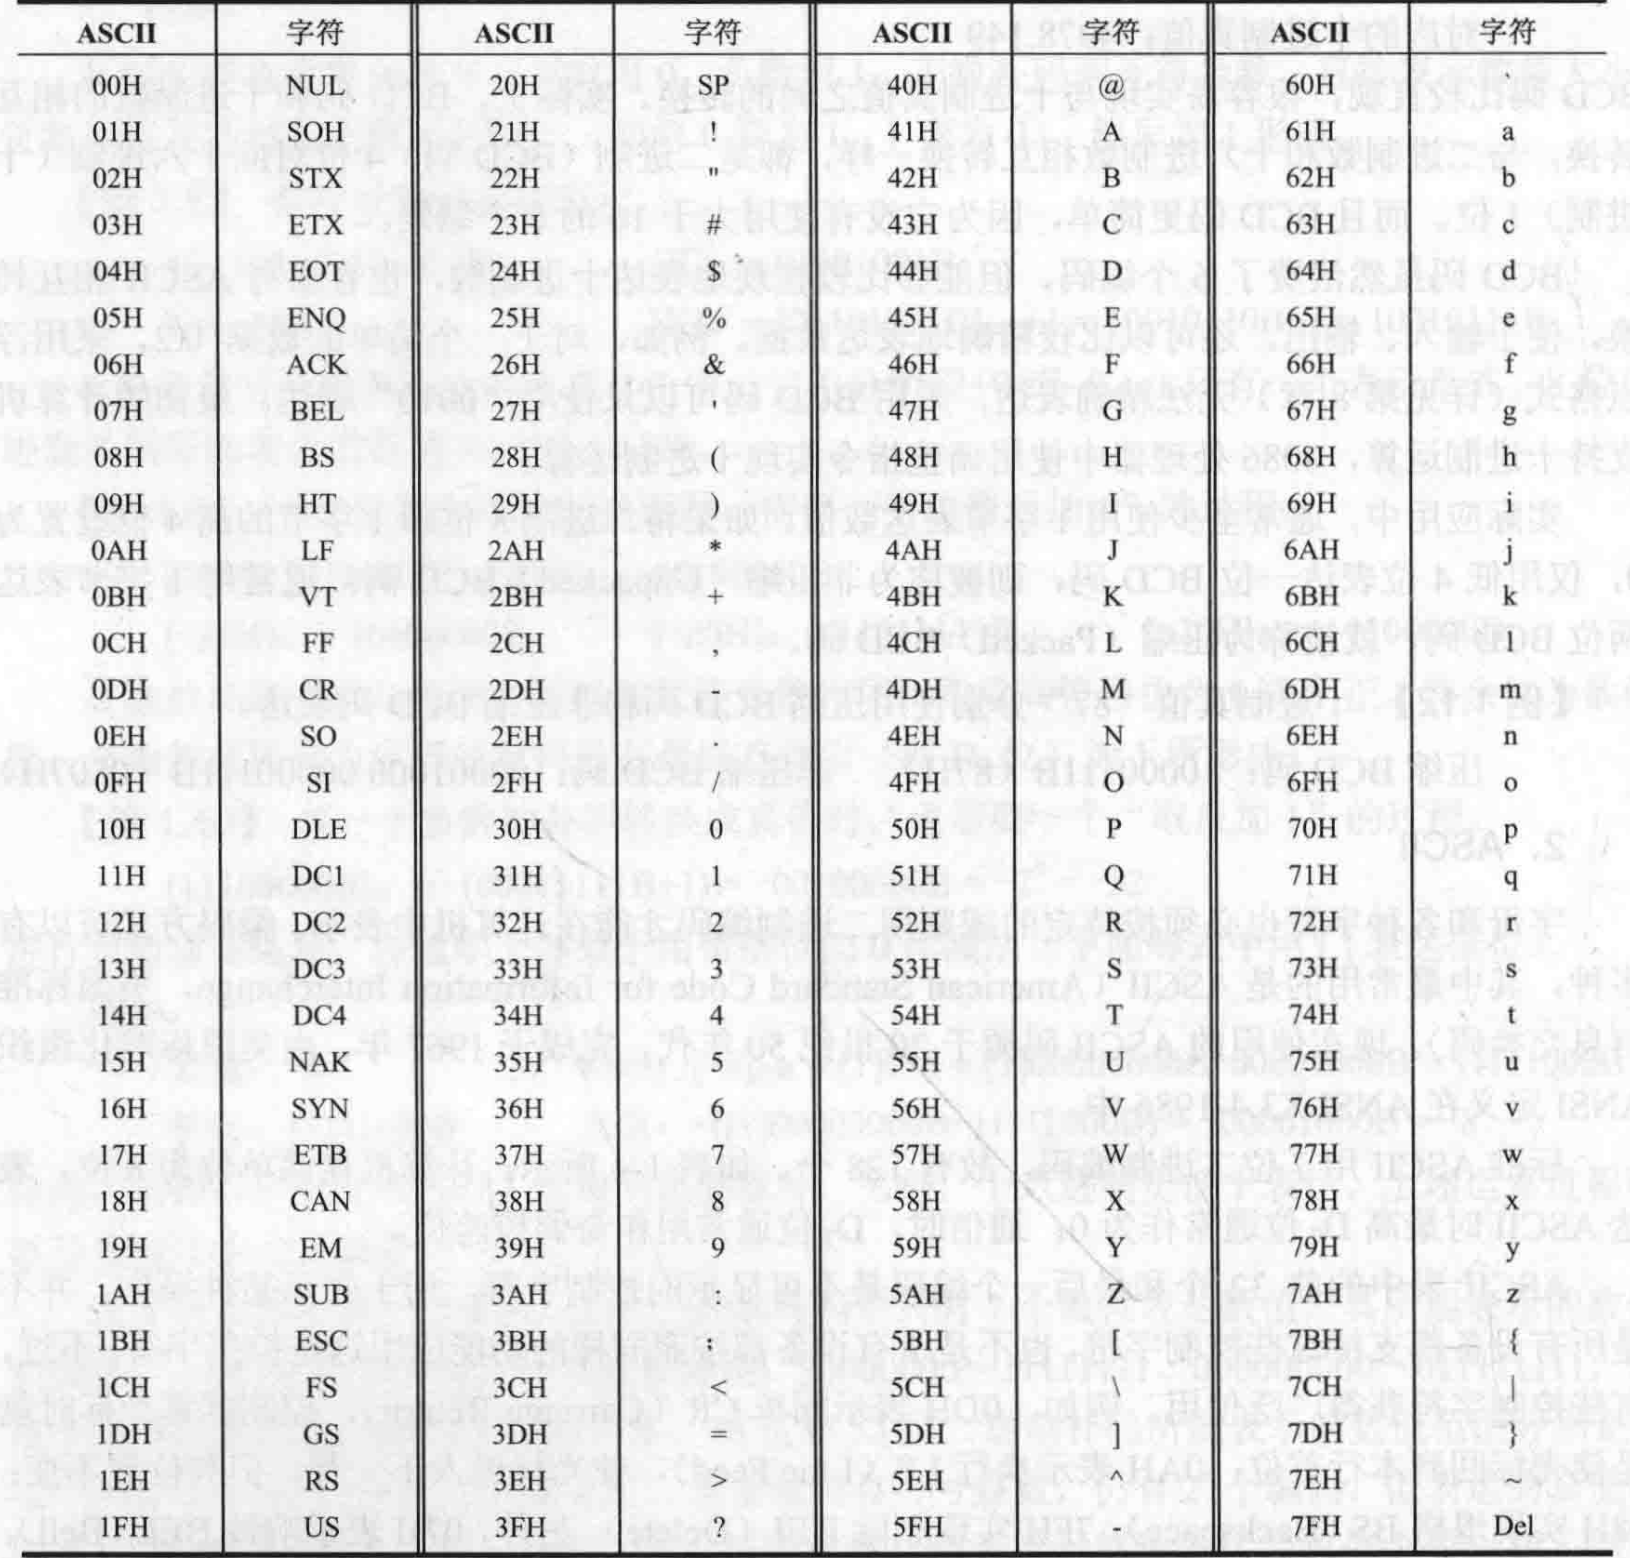 ASCII 字符 ASCII 字符 ASCII 字符 ASCII 字符
00H NUL 20H SP 40H @ 60H `
01H SOH 21H ! 41H A 61H a
02H STX 22H " 42H B 62H b
03H ETX 23H # 43H C 63H c
04H EOT 24H $ 44H D 64H d
05H ENQ 25H % 45H E 65H e
06H ACK 26H & 46H F 66H f
07H BEL 27H ' 47H G 67H g
08H BS 28H ( 48H H 68H h
09H HT 29H ) 49H I 69H i
0AH LF 2AH * 4AH J 6AH j
0BH VT 2BH + 4BH K 6BH k
0CH FF 2CH , 4CH L 6CH l
0DH CR 2DH - 4DH M 6DH m
0EH SO 2EH . 4EH N 6EH n
0FH SI 2FH / 4FH O 6FH o
10H DLE 30H 0 50H P 70H p
11H DC1 31H 1 51H Q 71H q
12H DC2 32H 2 52H R 72H r
13H DC3 33H 3 53H S 73H s
14H DC4 34H 4 54H T 74H t
15H NAK 35H 5 55H U 75H u
16H SYN 36H 6 56H V 76H v
17H ETB 37H 7 57H W 77H w
18H CAN 38H 8 58H X 78H x
19H EM 39H 9 59H Y 79H y
1AH SUB 3AH : 5AH Z 7AH z
1BH ESC 3BH ; 5BH [ 7BH {
1CH FS 3CH < 5CH \ 7CH |
1DH GS 3DH = 5DH ] 7DH }
1EH RS 3EH > 5EH ^ 7EH ~
1FH US 3FH ? 5FH - 7FH Del